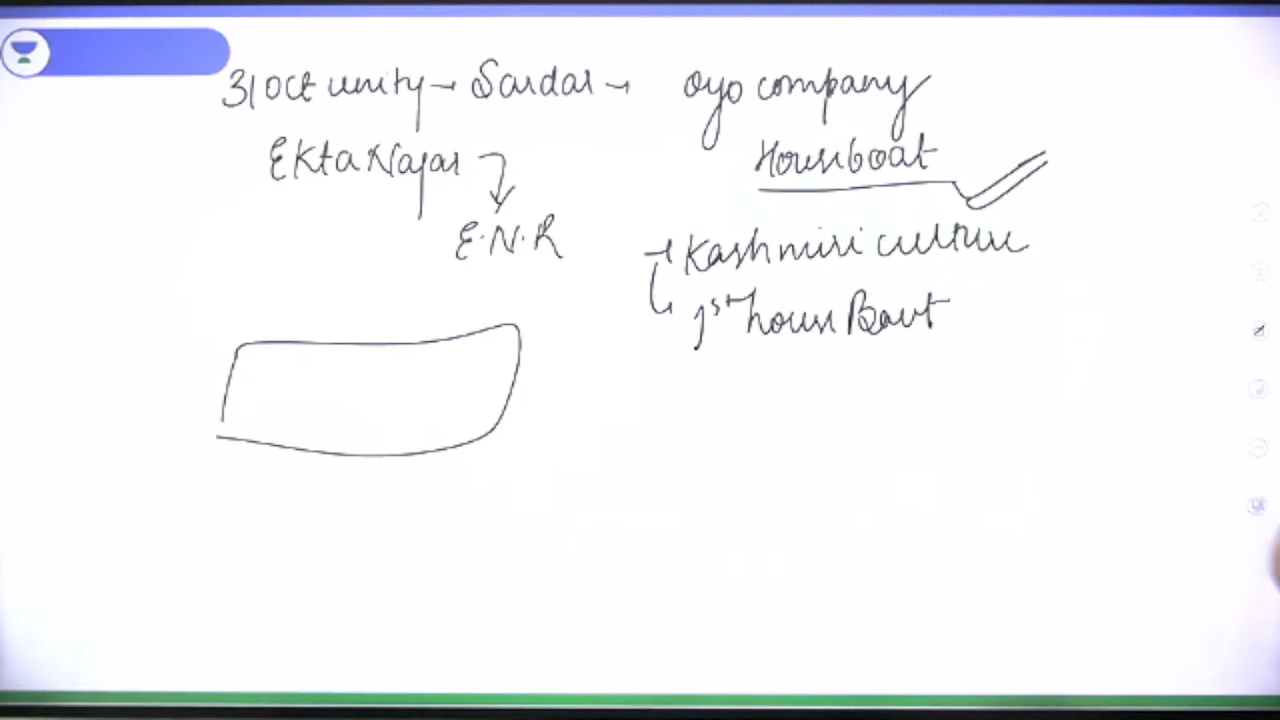 31 Oct unity → Sardar → oyo company
Ekta Nagar
Houseboat
E.N.R
→ Kashmiri culture
1st house Boat